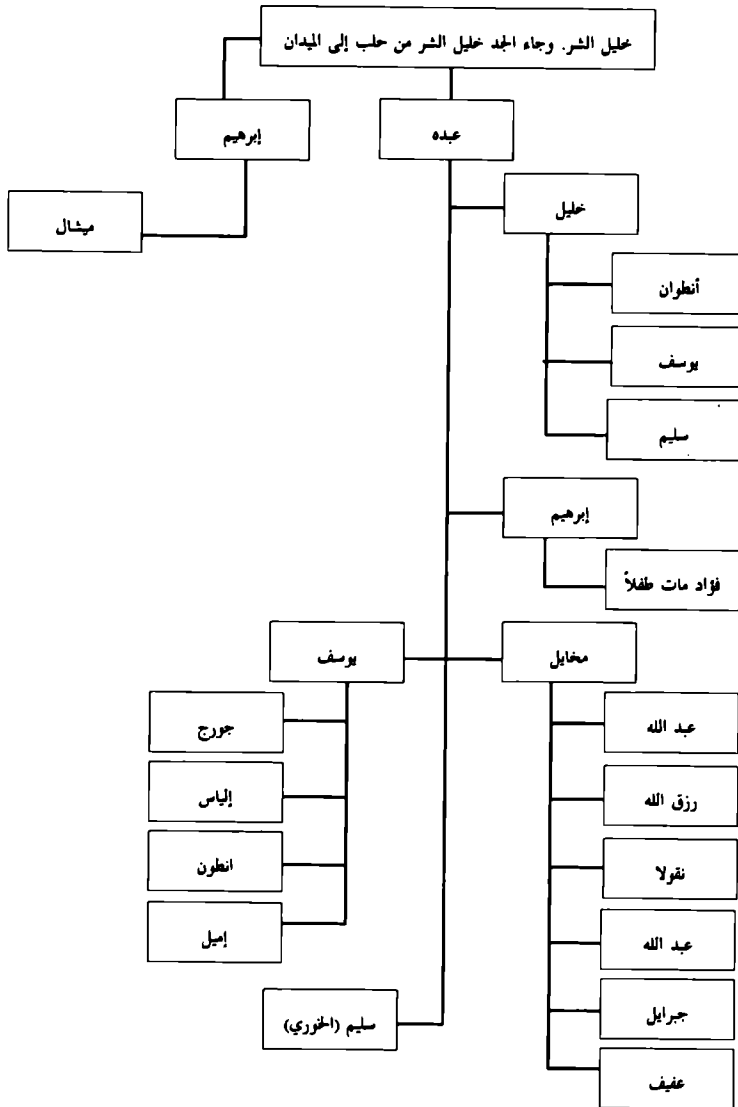 خليل الشر. وجاء الجد خليل الشر من حلب إلى الميدان
عبده
إبرهيم
ميشال
خليل
أنطوان
يوسف
سليم
إبرهيم
فؤاد مات طفلاً
مخايل
يوسف
عبد الله
رزق الله
نقولا
عبد الله
جبرايل
عفيف
جورج
إلياس
انطون
إميل
سليم (الخوري)